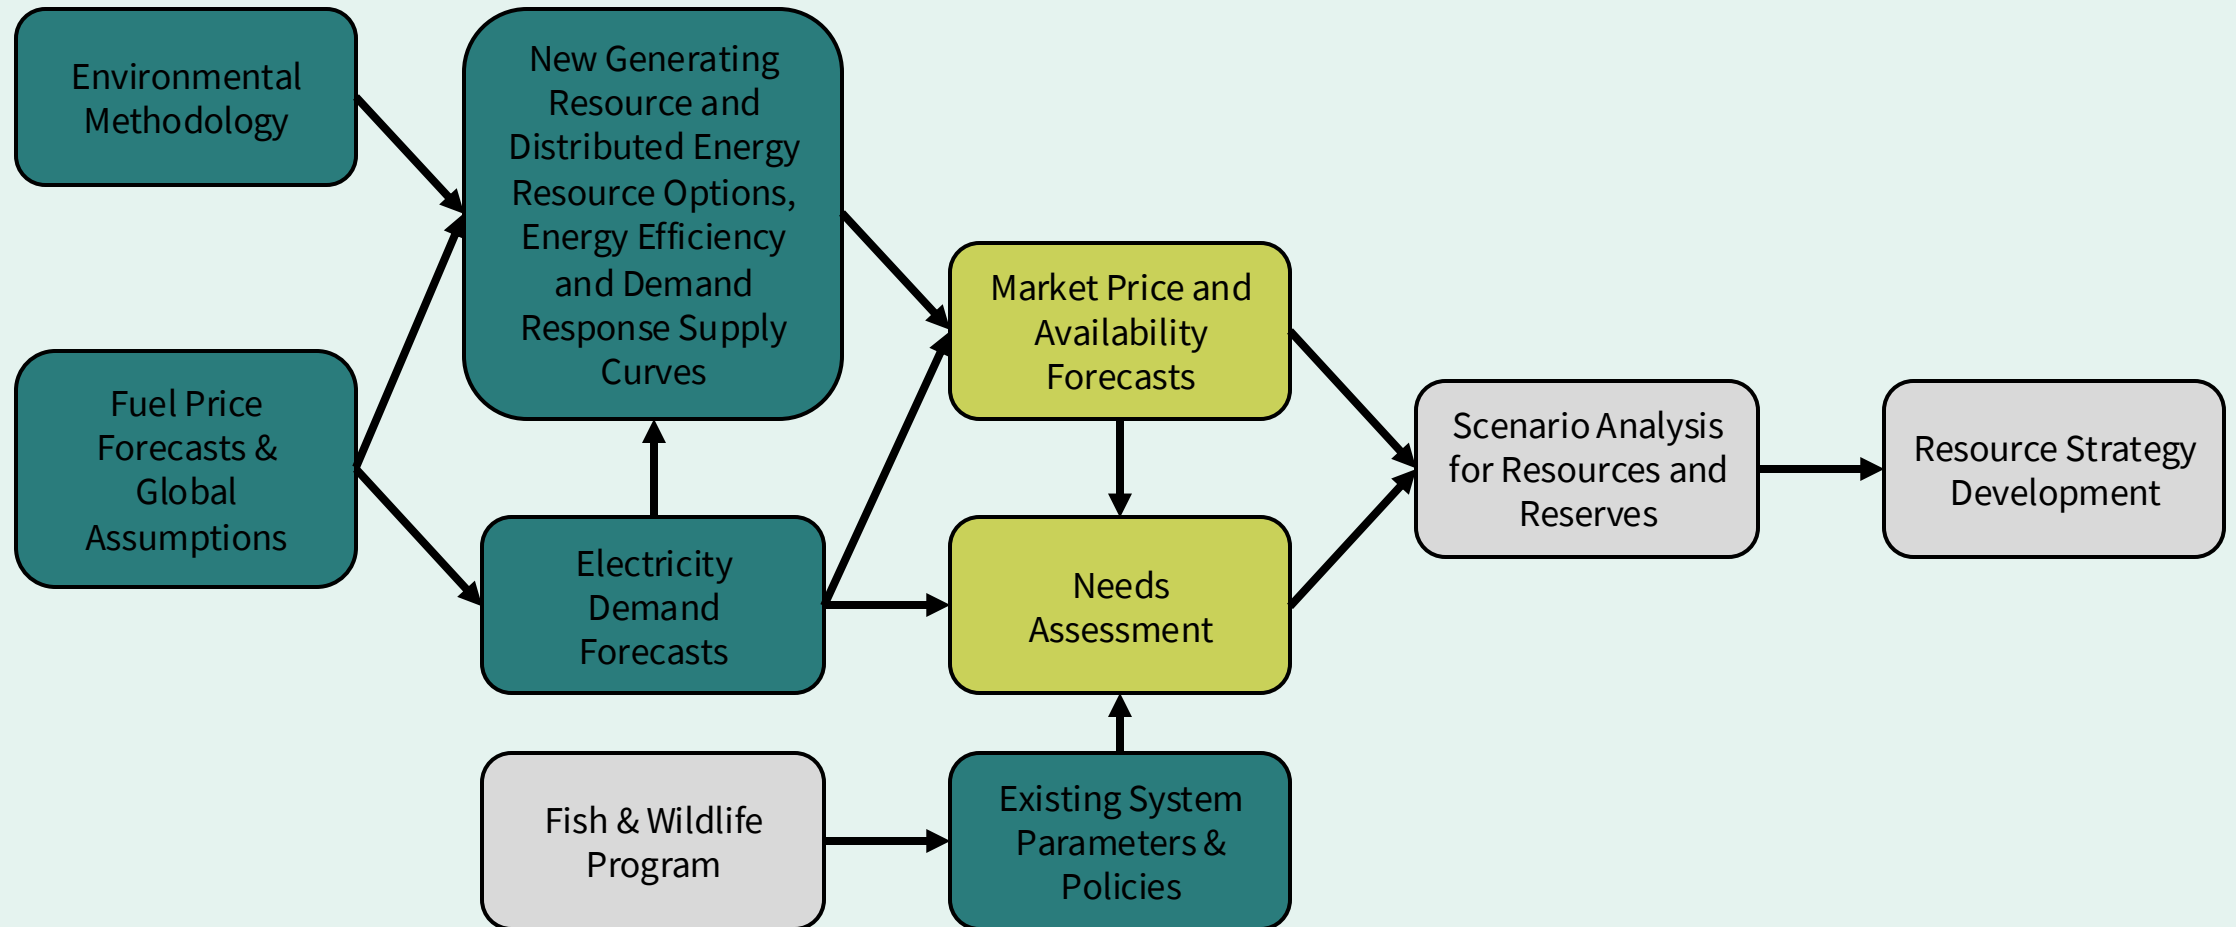 Environmental
Methodology
New Generating
Resource and
Distributed Energy
Resource Options,
Energy Efficiency
and Demand
Response Supply
Curves
Fuel Price
Forecasts &
Global
Assumptions
Electricity
Demand
Forecasts
Market Price and
Availability
Forecasts
Needs
Assessment
Scenario Analysis
for Resources and
Reserves
Resource Strategy
Development
Fish & Wildlife
Program
Existing System
Parameters &
Policies